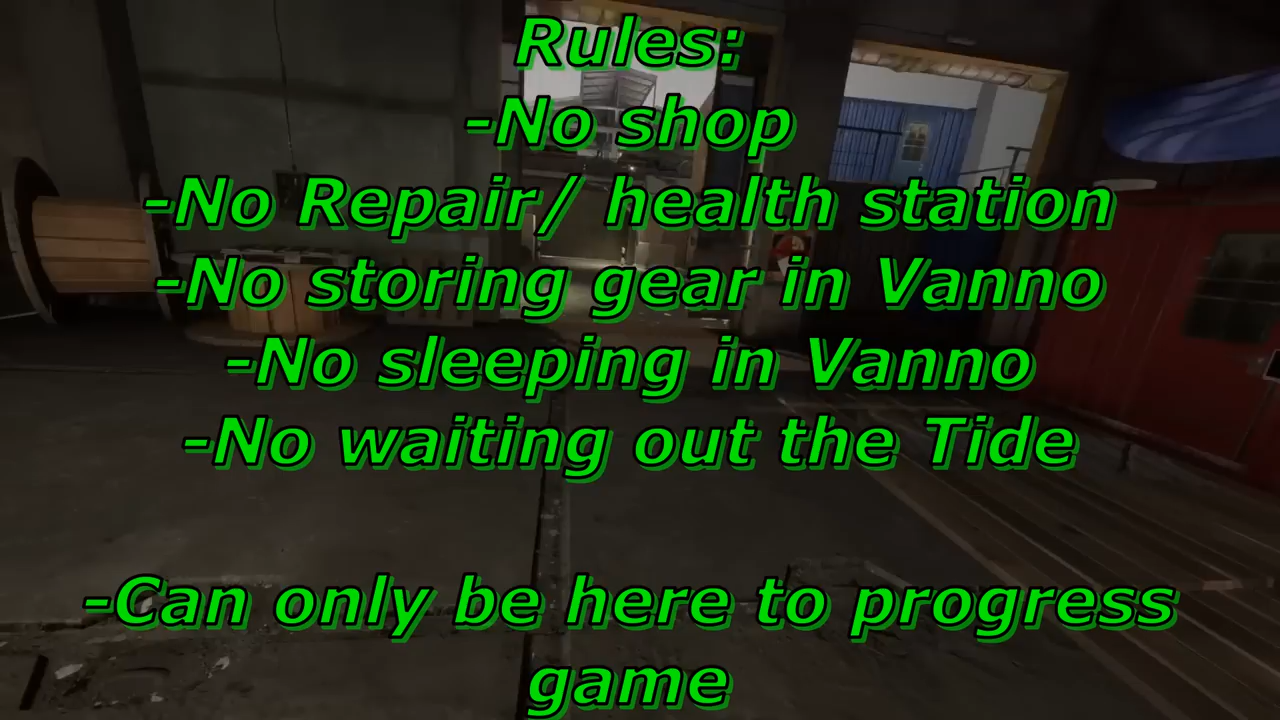 Rules:
-No shop
-No Repair/ health station
-No storing gear in Vanno
-No sleeping in Vanno
-No waiting out the Tide
-Can only be here to progress
game